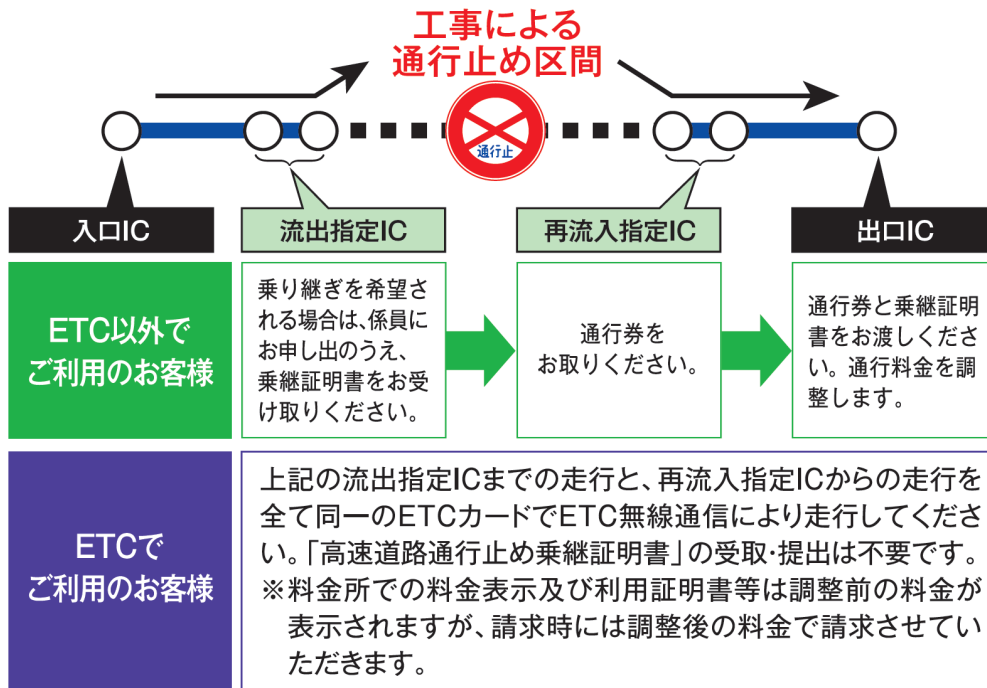 工事による
通行止め区間
通行止
入口IC
流出指定IC
再流入指定IC
出口IC
ETC以外で
ご利用のお客様
乗り継ぎを希望さ
れる場合は、係員に
お申し出のうえ、
乗継証明書をお受
け取りください。
通行券を
お取りください。
通行券と乗継証明
書をお渡しくださ
い。通行料金を調
整します。
ETCで
ご利用のお客様
上記の流出指定ICまでの走行と、再流入指定ICからの走行を
全て同一のETCカードでETC無線通信により走行してくださ
い。「高速道路通行止め乗継証明書」の受取・提出は不要です。
※料金所での料金表示及び利用証明書等は調整前の料金が
表示されますが、請求時には調整後の料金で請求させてい
ただきます。